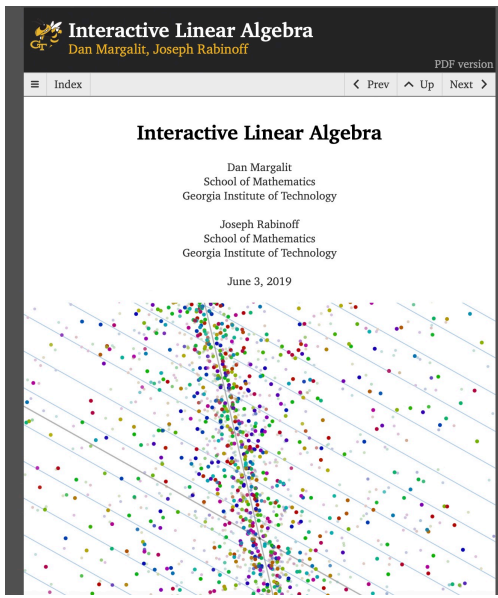 Interactive Linear Algebra
Dan Margalit, Joseph Rabinoff
GT
PDF version
Index
Prev
Up
Next
Interactive Linear Algebra
Dan Margalit
School of Mathematics
Georgia Institute of Technology
Joseph Rabinoff
School of Mathematics
Georgia Institute of Technology
June 3, 2019